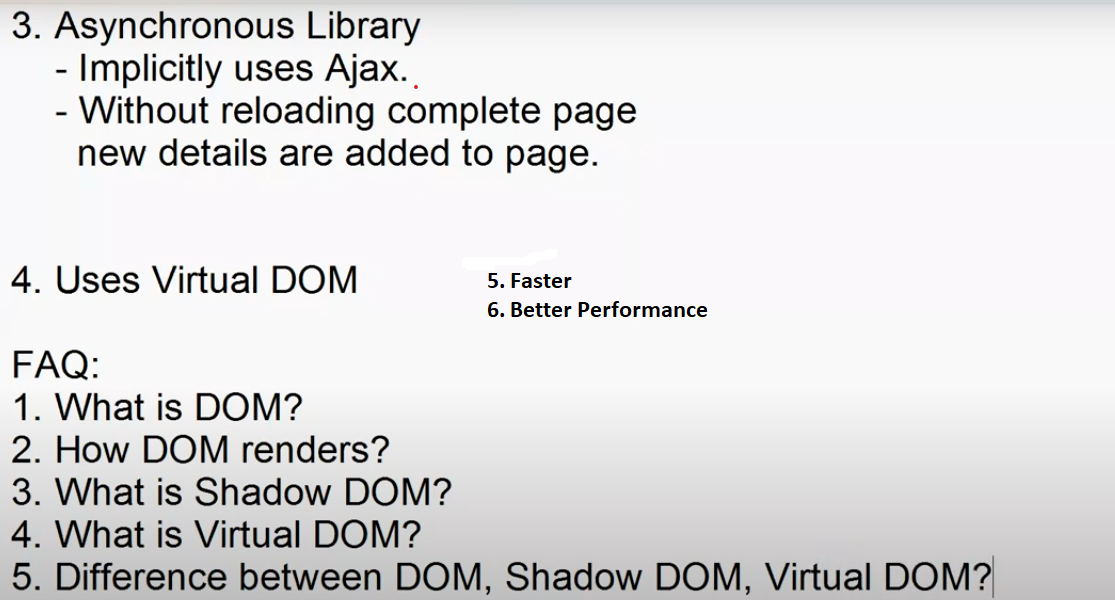 3. Asynchronous Library
- Implicitly uses Ajax.
- Without reloading complete page
new details are added to page.
4. Uses Virtual DOM
5. Faster
6. Better Performance
FAQ:
1. What is DOM?
2. How DOM renders?
3. What is Shadow DOM?
4. What is Virtual DOM?
5. Difference between DOM, Shadow DOM, Virtual DOM?